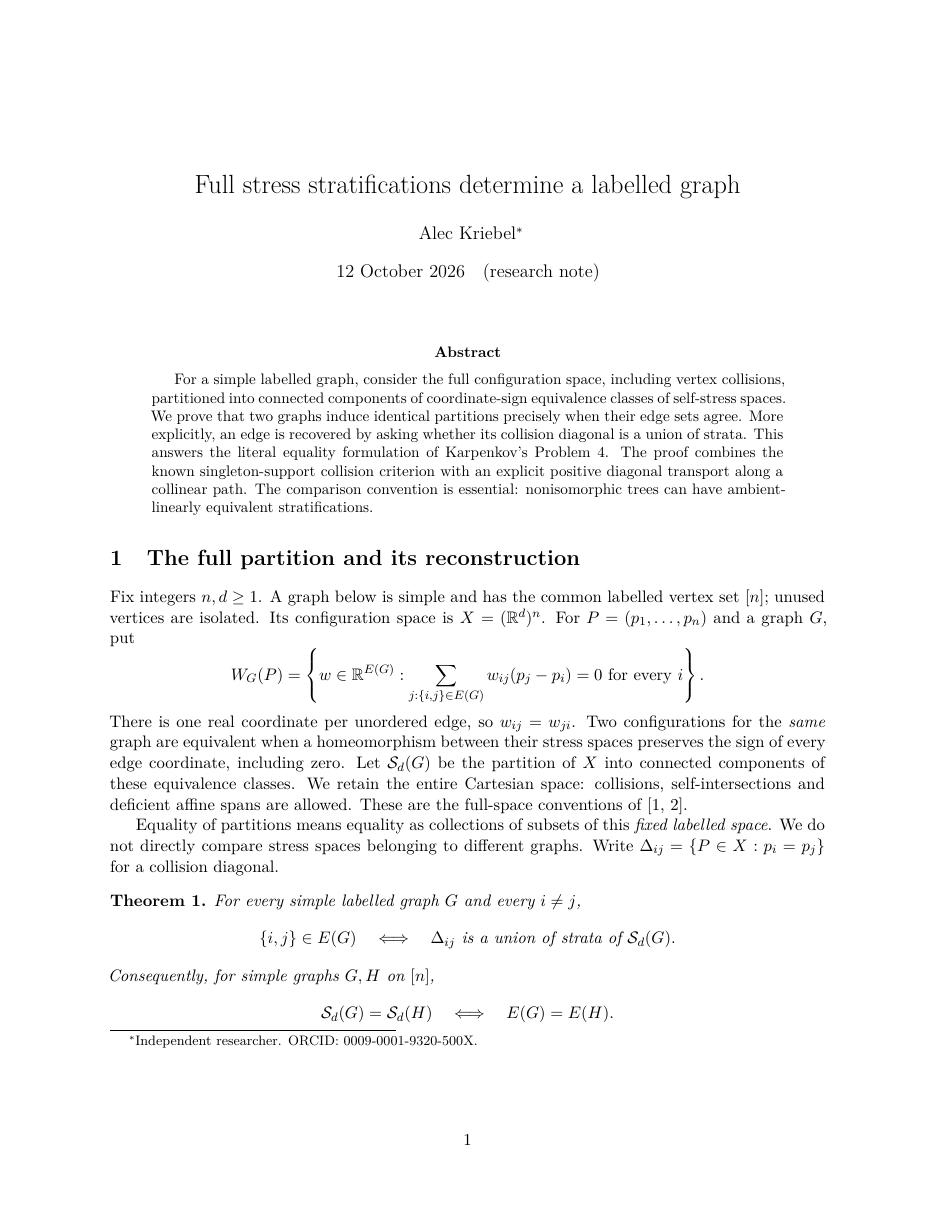 Full stress stratifications determine a labelled graph
Alec Kriebel*
12 October 2026 (research note)
Abstract
For a simple labelled graph, consider the full configuration space, including vertex collisions,
partitioned into connected components of coordinate-sign equivalence classes of self-stress spaces.
We prove that two graphs induce identical partitions precisely when their edge sets agree. More
explicitly, an edge is recovered by asking whether its collision diagonal is a union of strata. This
answers the literal equality formulation of Karpenkov's Problem 4. The proof combines the
known singleton-support collision criterion with an explicit positive diagonal transport along a
collinear path. The comparison convention is essential: nonisomorphic trees can have ambient-
linearly equivalent stratifications.
1 The full partition and its reconstruction
Fix integers n, d ≥ 1. A graph below is simple and has the common labelled vertex set [n]; unused
vertices are isolated. Its configuration space is X = (ℝᵈ)ⁿ. For P = (p₁, . . . , pₙ) and a graph G,
put
W_G(P) = { w ∈ ℝ^{E(G)} : ∑_{j:{i,j}∈E(G)} w_{ij}(p_j − p_i) = 0 for every i } .
There is one real coordinate per unordered edge, so w_{ij} = w_{ji}. Two configurations for the same
graph are equivalent when a homeomorphism between their stress spaces preserves the sign of every
edge coordinate, including zero. Let 𝒮_d(G) be the partition of X into connected components of
these equivalence classes. We retain the entire Cartesian space: collisions, self-intersections and
deficient affine spans are allowed. These are the full-space conventions of [1, 2].
Equality of partitions means equality as collections of subsets of this fixed labelled space. We do
not directly compare stress spaces belonging to different graphs. Write Δ_{ij} = {P ∈ X : p_i = p_j}
for a collision diagonal.
Theorem 1. For every simple labelled graph G and every i ≠ j,
{i, j} ∈ E(G) ⟺ Δ_{ij} is a union of strata of 𝒮_d(G).
Consequently, for simple graphs G, H on [n],
𝒮_d(G) = 𝒮_d(H) ⟺ E(G) = E(H).
*Independent researcher. ORCID: 0009-0001-9320-500X.
1